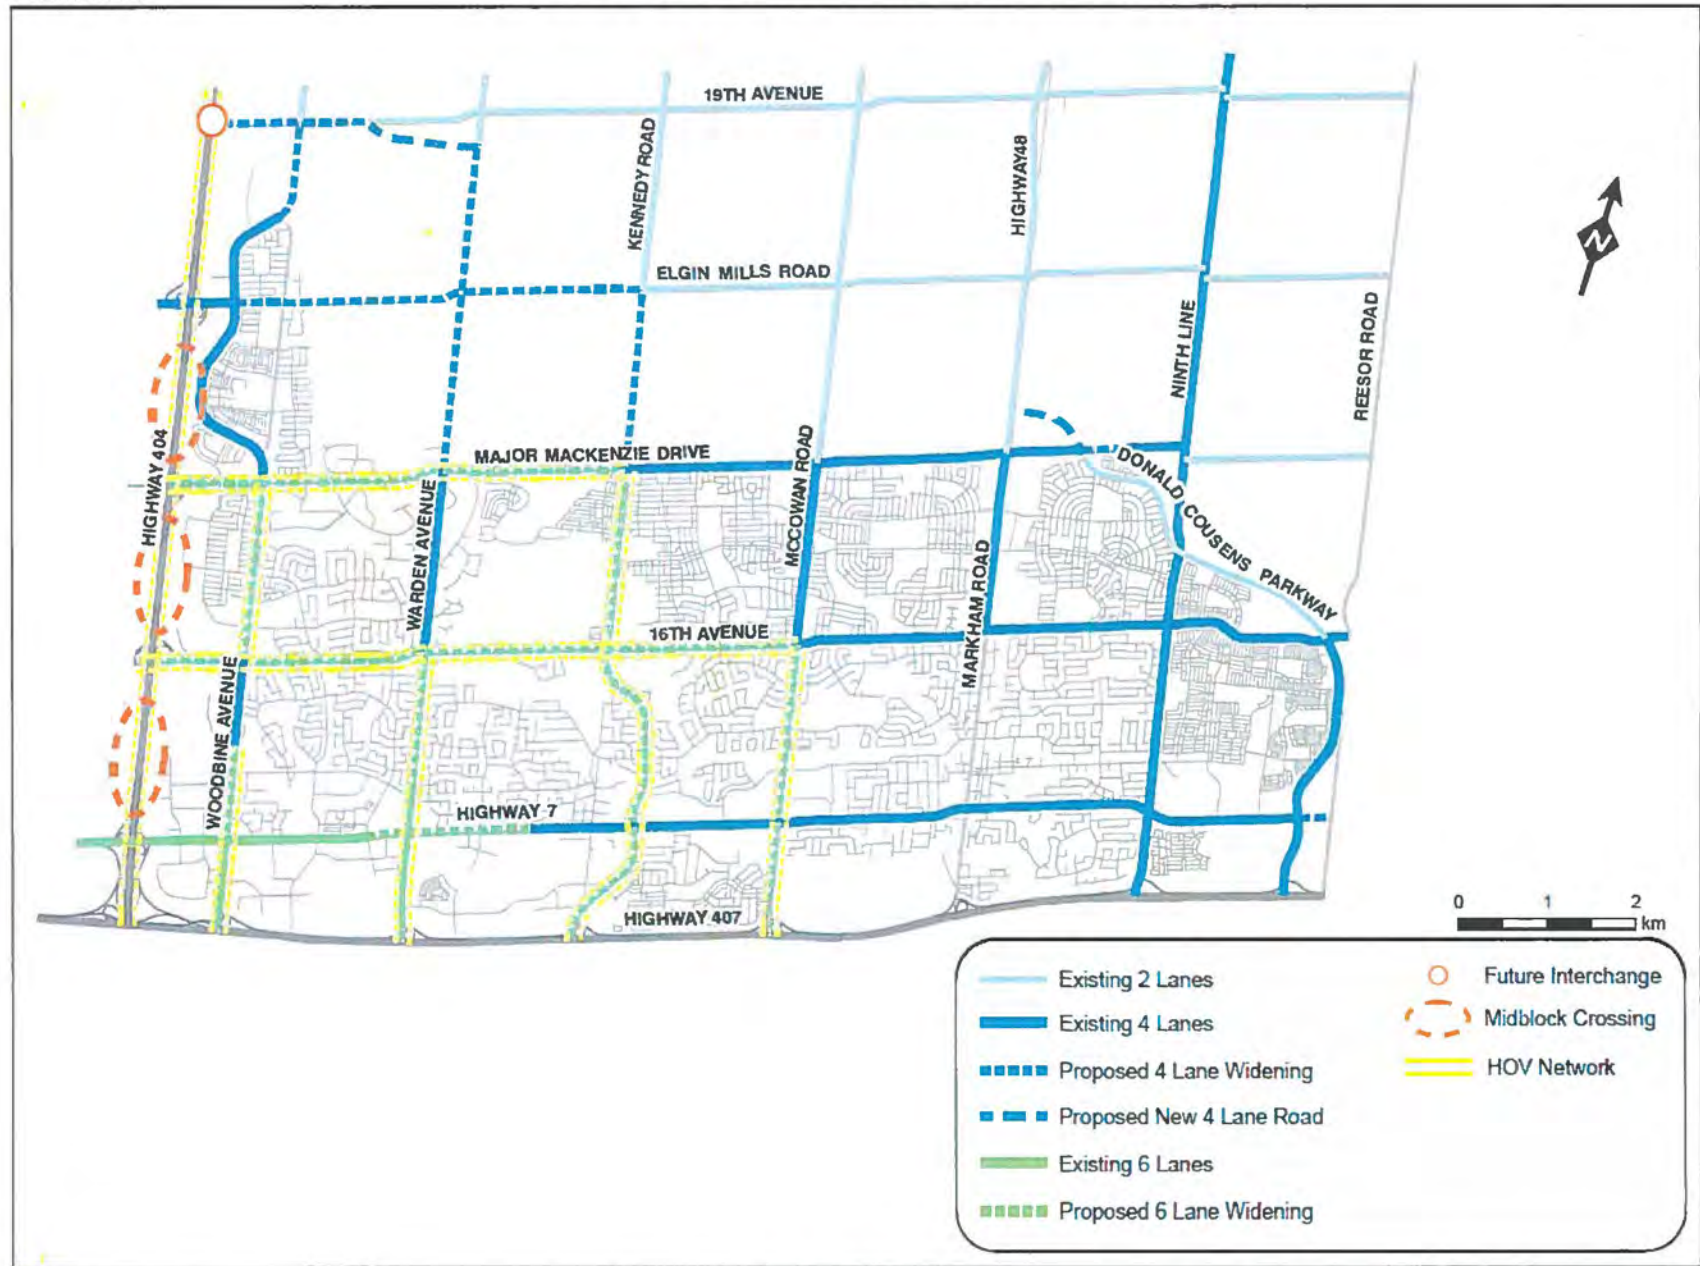 19TH AVENUE
KENNEDY ROAD
HIGHWAY48
ELGIN MILLS ROAD
NINTH LINE
REESOR ROAD
N
HIGHWAY 404
MAJOR MACKENZIE DRIVE
WARDEN AVENUE
MCCOWAN ROAD
MARKHAM ROAD
DONALD COUSENS PARKWAY
16TH AVENUE
WOODBINE AVENUE
HIGHWAY 7
HIGHWAY 407
0 1 2
km
Existing 2 Lanes
Existing 4 Lanes
Proposed 4 Lane Widening
Proposed New 4 Lane Road
Existing 6 Lanes
Proposed 6 Lane Widening
Future Interchange
Midblock Crossing
HOV Network